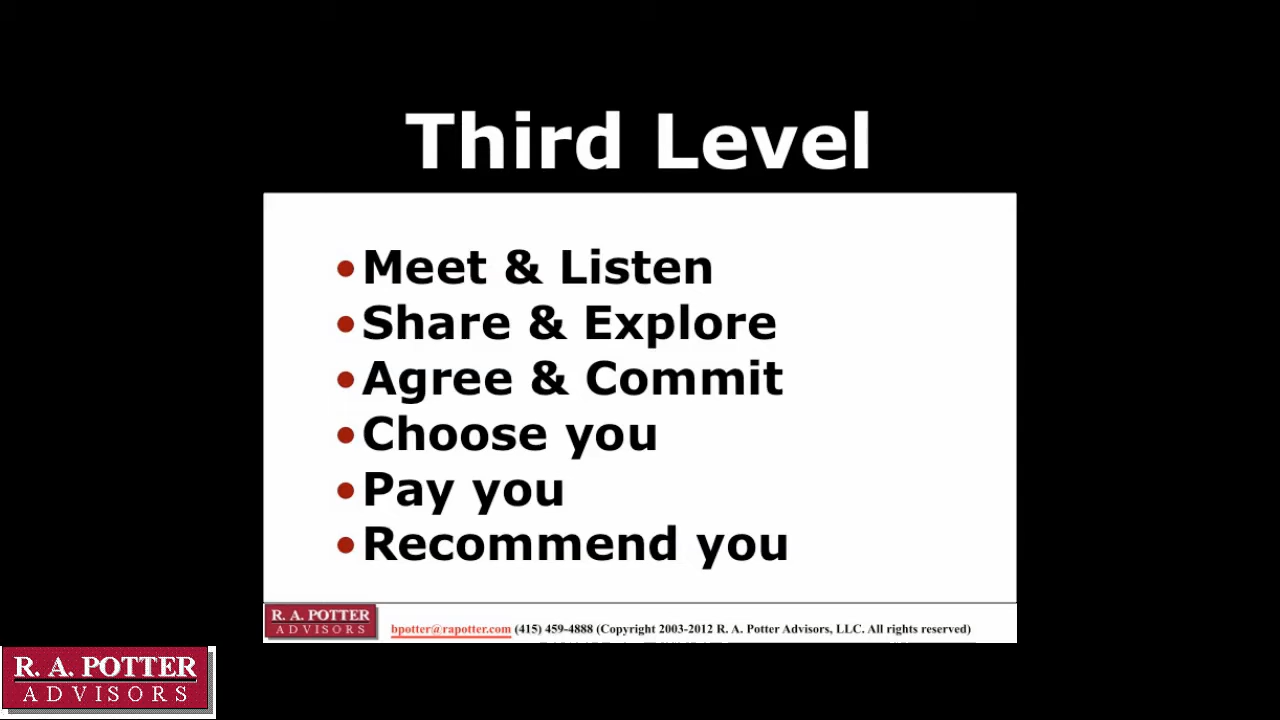 Third Level
•Meet & Listen
•Share & Explore
•Agree & Commit
•Choose you
•Pay you
•Recommend you
R. A. POTTER
ADVISORS
bpotter@rapotter.com (415) 459-4888 (Copyright 2003-2012 R. A. Potter Advisors, LLC. All rights reserved)
R. A. POTTER
ADVISORS